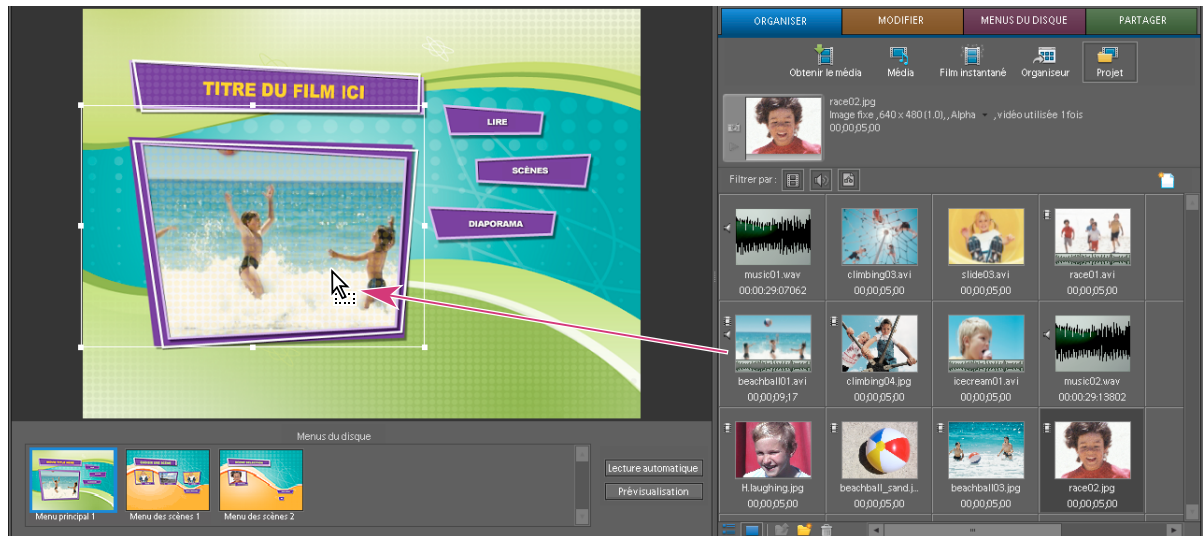 TITRE DU FILM ICI
LIRE
SCÈNES
DIAPORAMA
Menus du disque
Menu principal 1
Menu des scènes 1
Menu des scènes 2
Lecture automatique
Prévisualisation
ORGANISER
MODIFIER
MENUS DU DISQUE
PARTAGER
Obtenir le média
Média
Film instantané
Organiseur
Projet
race02.jpg
Image fixe ,640 x 480 (1.0), ,Alpha , vidéo utilisée 1 fois
00;00;05;00
Filtrer par :
music01.wav
climbing03.avi
slide03.avi
race01.avi
00:00:29:07062
00;00;05;00
00;00;05;00
00;00;05;00
beachball01.avi
climbing04.jpg
icecream01.avi
music02.wav
00;00;09;17
00;00;05;00
00;00;05;00
00:00:29:13802
H.laughing.jpg
beachball_sand.j...
beachball03.jpg
race02.jpg
00;00;05;00
00;00;05;00
00;00;05;00
00;00;05;00